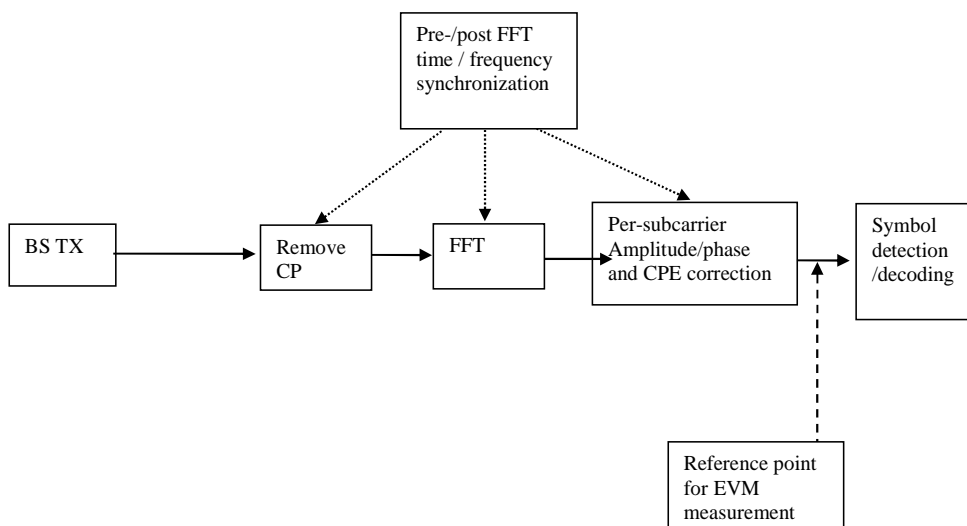 Pre-/post FFT
time / frequency
synchronization
BS TX
Remove
CP
FFT
Per-subcarrier
Amplitude/phase
and CPE correction
Symbol
detection
/decoding
Reference point
for EVM
measurement